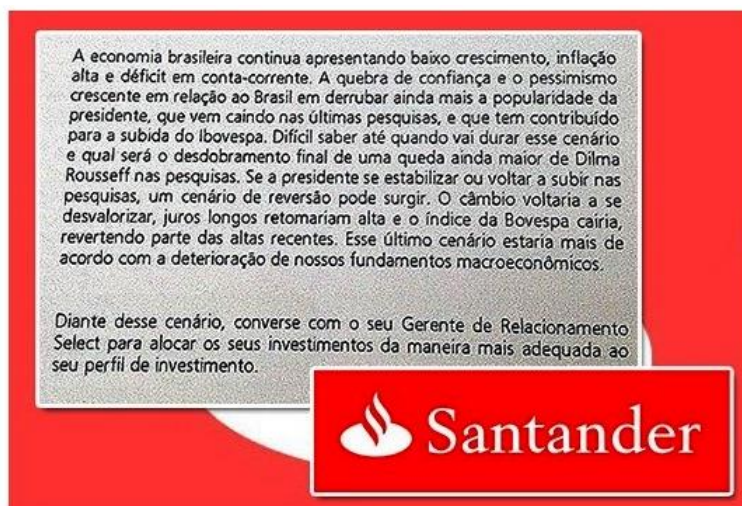 A economia brasileira continua apresentando baixo crescimento, inflação
alta e déficit em conta-corrente. A quebra de confiança e o pessimismo
crescente em relação ao Brasil em derrubar ainda mais a popularidade da
presidente, que vem caindo nas últimas pesquisas, e que tem contribuído
para a subida do Ibovespa. Difícil saber até quando vai durar esse cenário
e qual será o desdobramento final de uma queda ainda maior de Dilma
Rousseff nas pesquisas. Se a presidente se estabilizar ou voltar a subir nas
pesquisas, um cenário de reversão pode surgir. O câmbio voltaria a se
desvalorizar, juros longos retomariam alta e o índice da Bovespa cairia,
revertendo parte das altas recentes. Esse último cenário estaria mais de
acordo com a deterioração de nossos fundamentos macroeconômicos.
Diante desse cenário, converse com o seu Gerente de Relacionamento
Select para alocar os seus investimentos da maneira mais adequada ao
seu perfil de investimento.
Santander